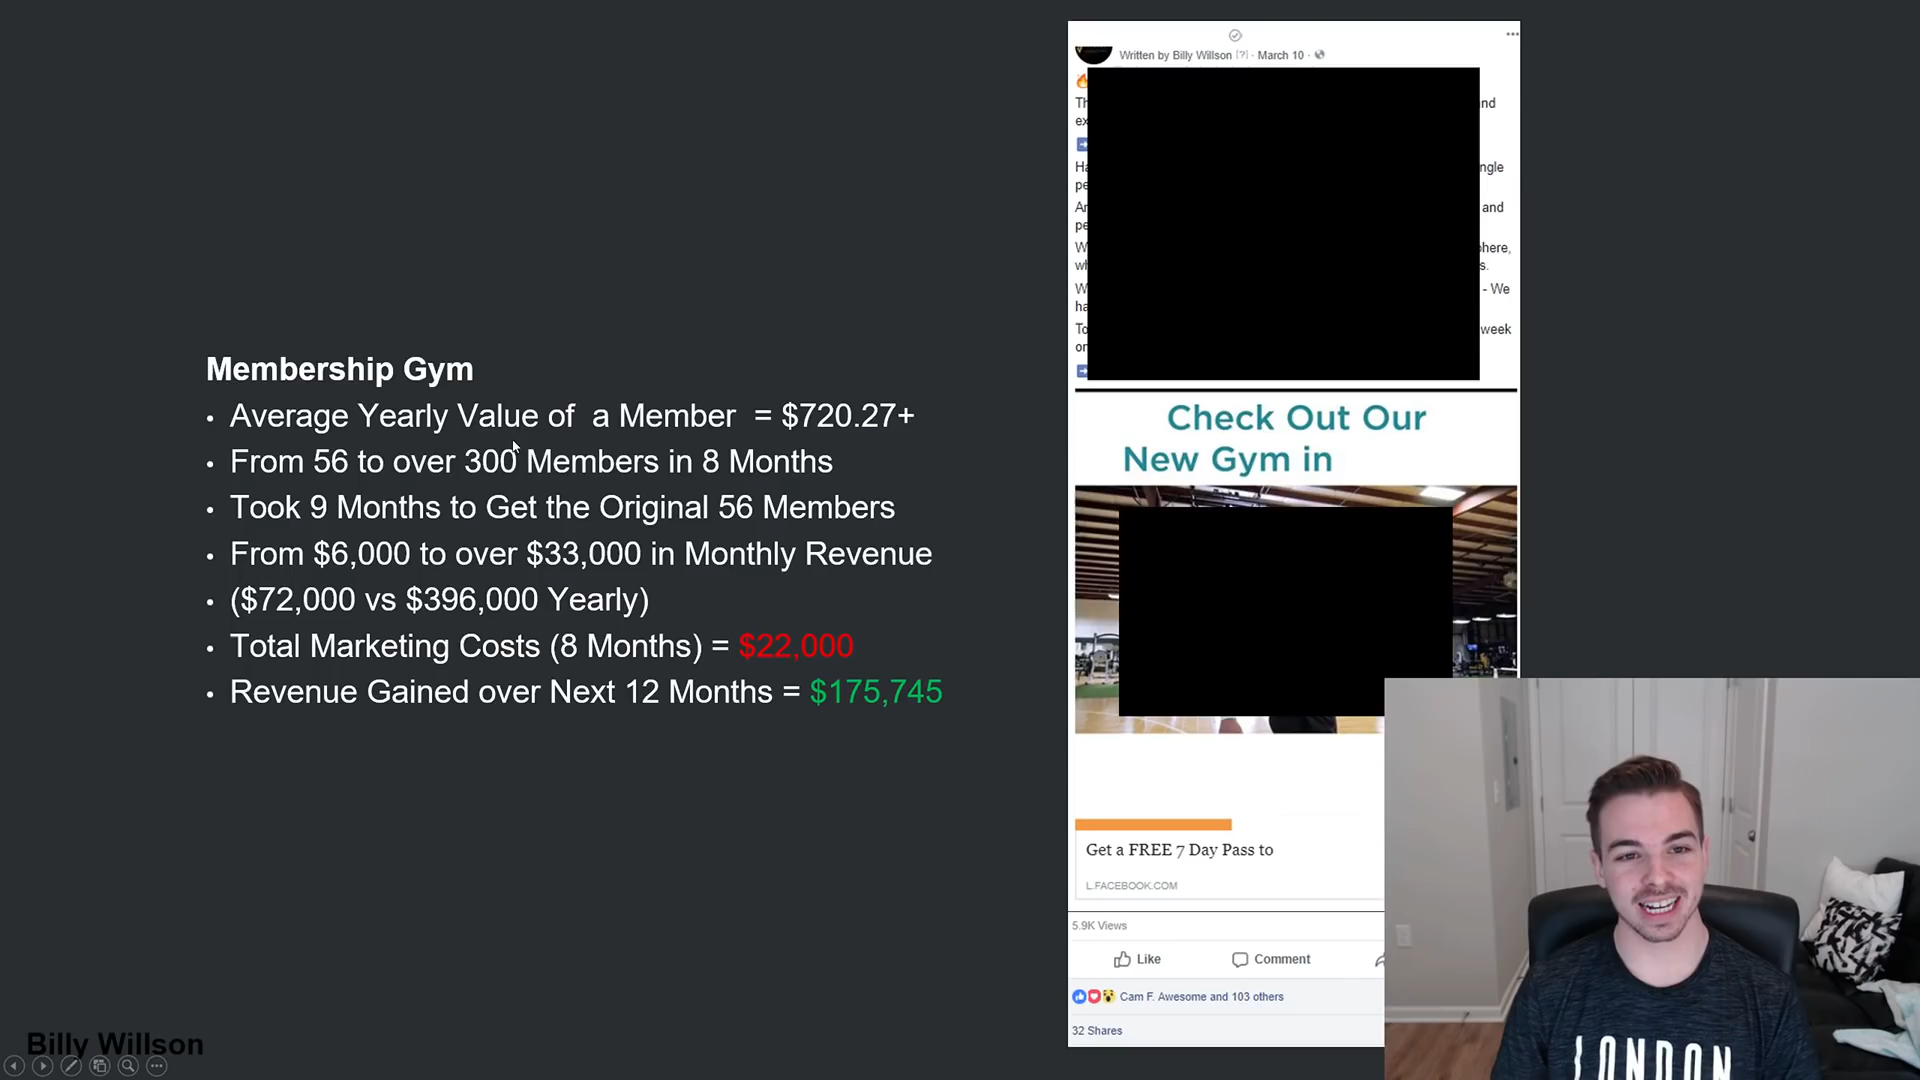 Membership Gym
• Average Yearly Value of a Member = $720.27+
• From 56 to over 300 Members in 8 Months
• Took 9 Months to Get the Original 56 Members
• From $6,000 to over $33,000 in Monthly Revenue
• ($72,000 vs $396,000 Yearly)
• Total Marketing Costs (8 Months) = $22,000
• Revenue Gained over Next 12 Months = $175,745
Billy Willson
Written by Billy Willson [?] · March 10 ·
and
We
week
Check Out Our
New Gym in
Get a FREE 7 Day Pass to
L.FACEBOOK.COM
5.9K Views
Like Comment
Cam F. Awesome and 103 others
32 Shares
LONDON